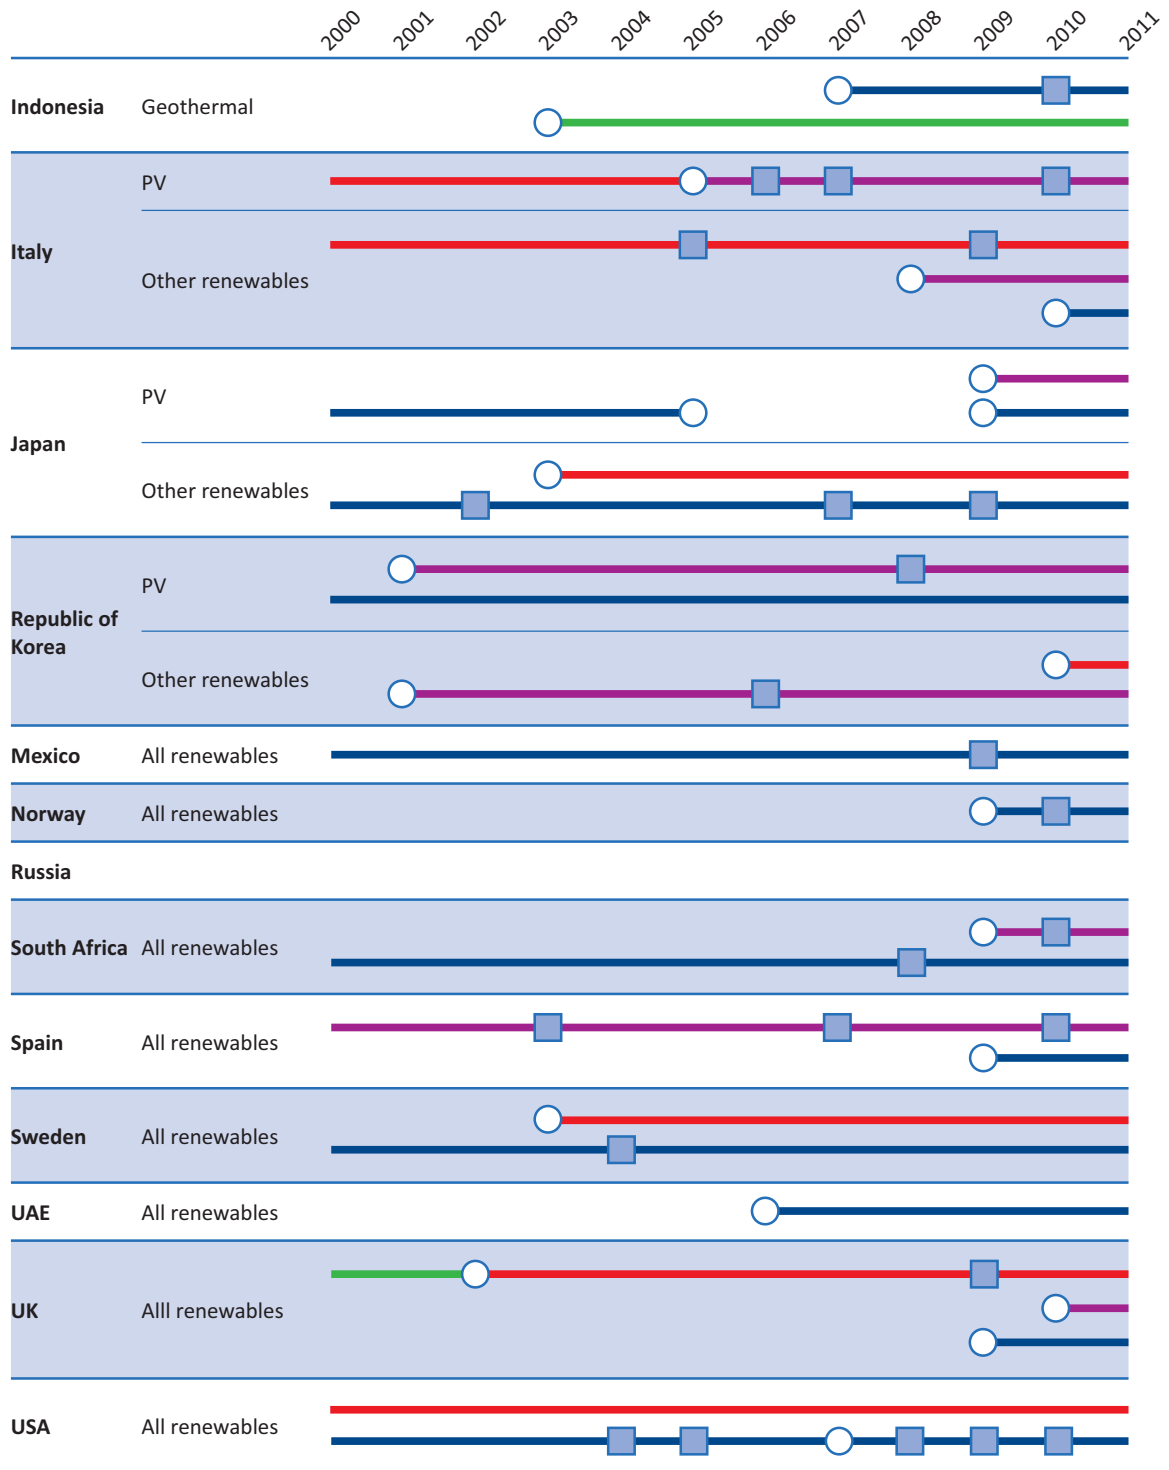 2000 2001 2002 2003 2004 2005 2006 2007 2008 2009 2010 2011
Indonesia Geothermal
PV
Italy
Other renewables
PV
Japan
Other renewables
PV
Republic of
Korea
Other renewables
Mexico All renewables
Norway All renewables
Russia
South Africa All renewables
Spain All renewables
Sweden All renewables
UAE All renewables
UK Alll renewables
USA All renewables